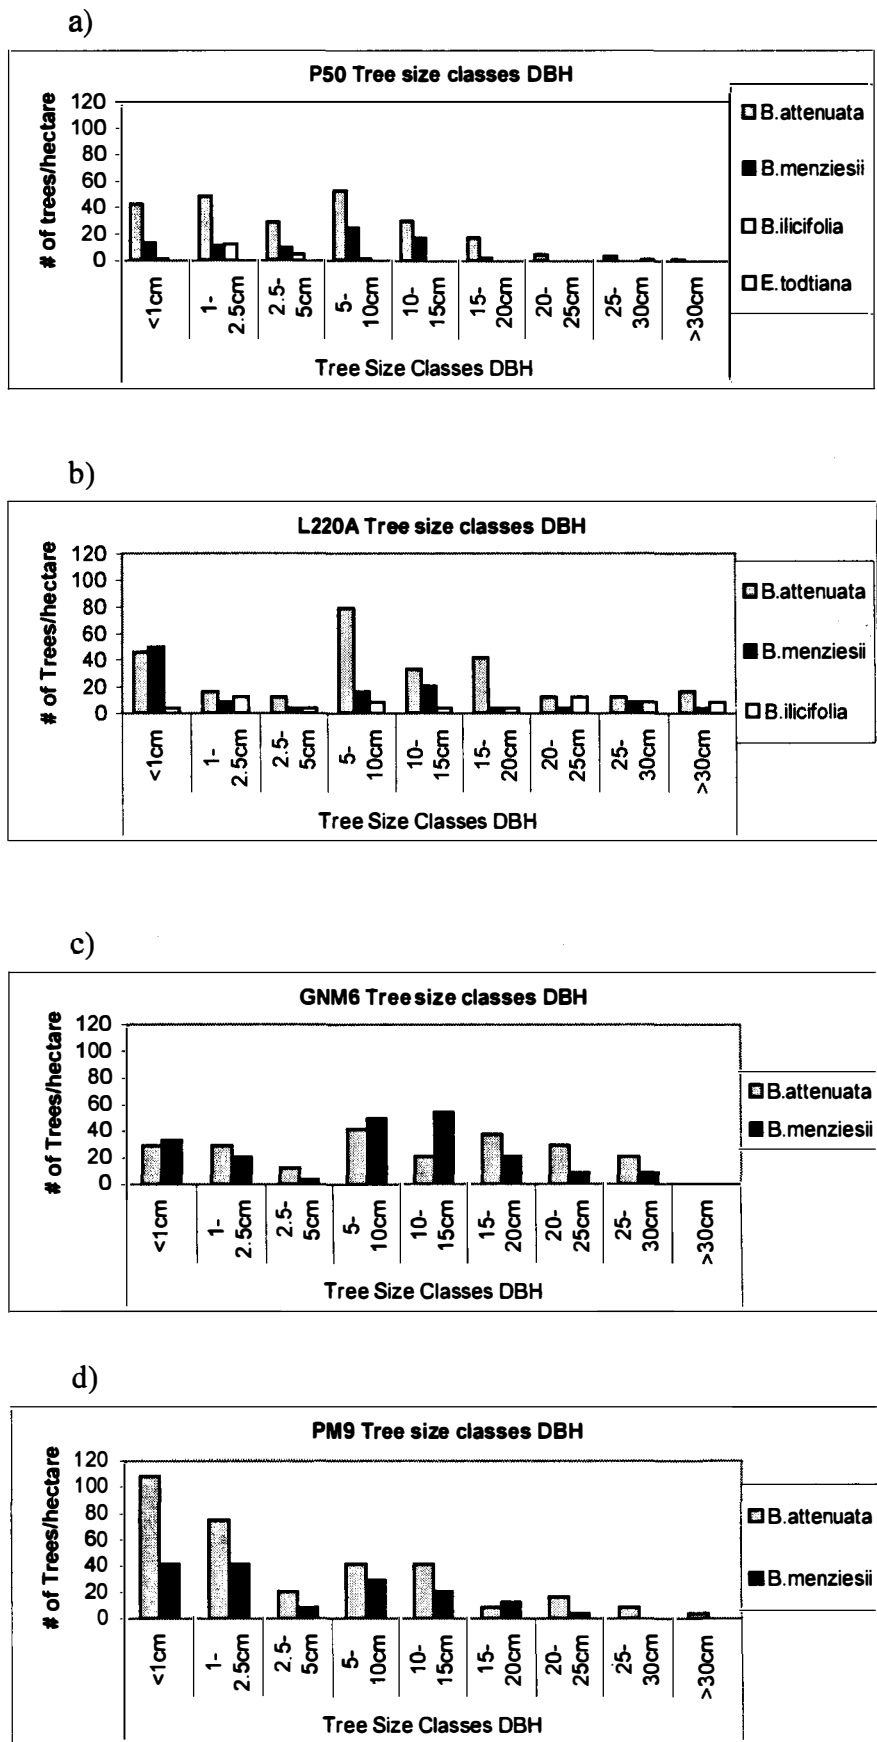 a)
P50 Tree size classes DBH
# of trees/hectare
120
100
80
60
40
20
0
<1cm
1-
2.5cm
2.5-
5cm
5-
10cm
10-
15cm
15-
20cm
20-
25cm
25-
30cm
>30cm
Tree Size Classes DBH
B.attenuata
B.menziesii
B.ilicifolia
E.todtiana
b)
L220A Tree size classes DBH
# of Trees/hectare
120
100
80
60
40
20
0
<1cm
1-
2.5cm
2.5-
5cm
5-
10cm
10-
15cm
15-
20cm
20-
25cm
25-
30cm
>30cm
Tree Size Classes DBH
B.attenuata
B.menziesii
B.ilicifolia
c)
GNM6 Tree size classes DBH
# of Trees/hectare
120
100
80
60
40
20
0
<1cm
1-
2.5cm
2.5-
5cm
5-
10cm
10-
15cm
15-
20cm
20-
25cm
25-
30cm
>30cm
Tree Size Classes DBH
B.attenuata
B.menziesii
d)
PM9 Tree size classes DBH
# of Trees/hectare
120
100
80
60
40
20
0
<1cm
1-
2.5cm
2.5-
5cm
5-
10cm
10-
15cm
15-
20cm
20-
25cm
25-
30cm
>30cm
Tree Size Classes DBH
B.attenuata
B.menziesii